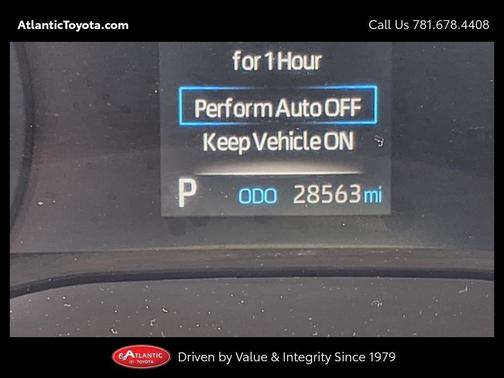 AtlanticToyota.com
Call Us 781.678.4408
for 1 Hour
Perform Auto OFF
Keep Vehicle ON
P ODO 28563 mi
ATLANTIC
TOYOTA
Driven by Value & Integrity Since 1979